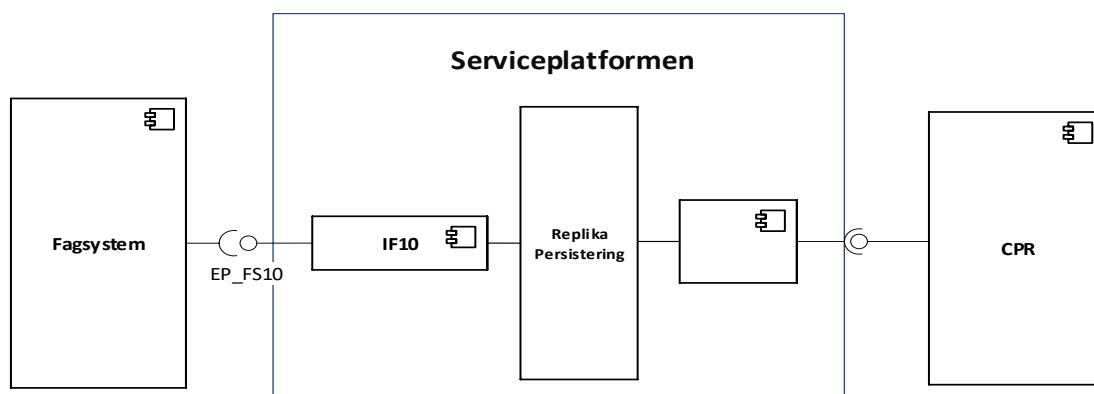 Serviceplatformen
Fagsystem
EP_FS10
IF10
Replika
Persistering
CPR